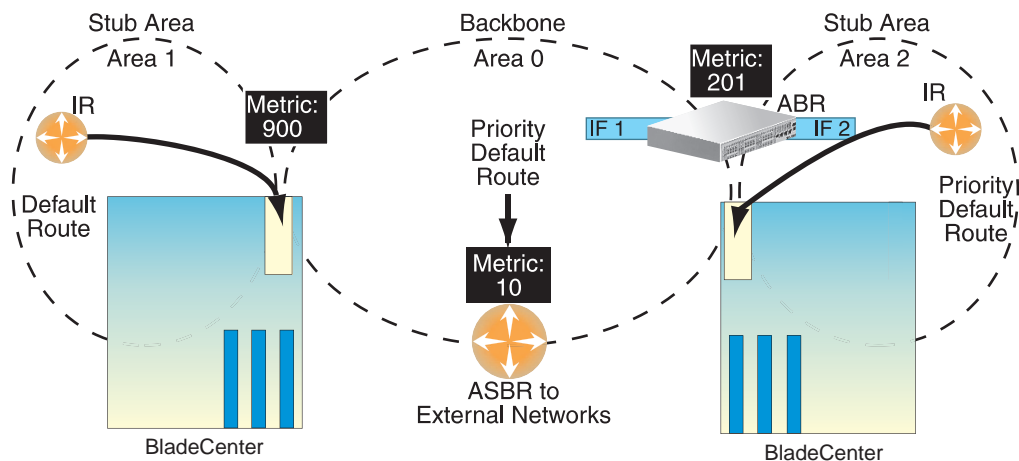 Stub Area
Area 1
IR
Metric:
900
Default
Route
BladeCenter
Backbone
Area 0
Priority
Default
Route
Metric:
10
ASBR to
External Networks
Stub Area
Area 2
Metric:
201
ABR
IF 1
IF 2
IR
Priority
Default
Route
BladeCenter